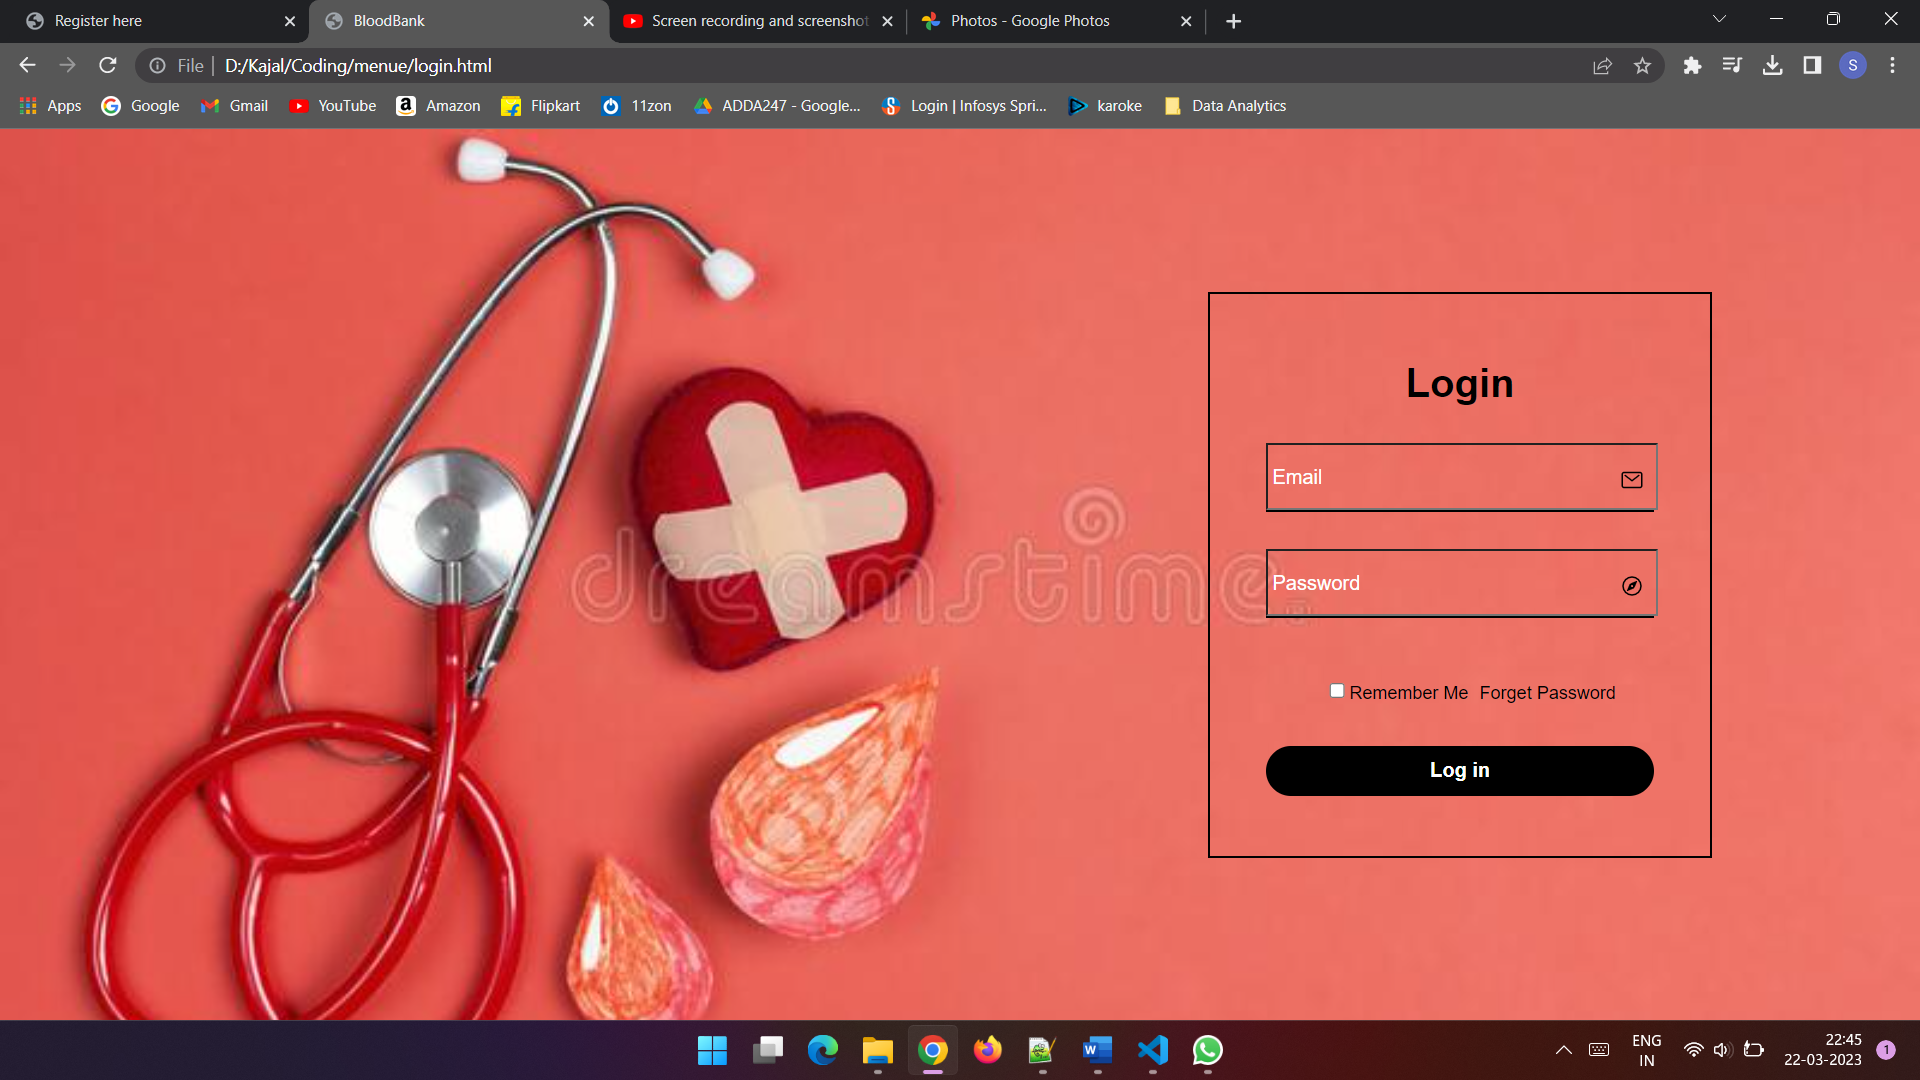 Register here
BloodBank
Screen recording and screenshot
Photos - Google Photos
File
D:/Kajal/Coding/menue/login.html
S
Apps
Google
Gmail
YouTube
Amazon
Flipkart
11zon
ADDA247 - Google...
Login | Infosys Spri...
karoke
Data Analytics
Login
Email
dreamstime
Password
Remember Me Forget Password
Log in
ENG
IN
22:45
22-03-2023
1